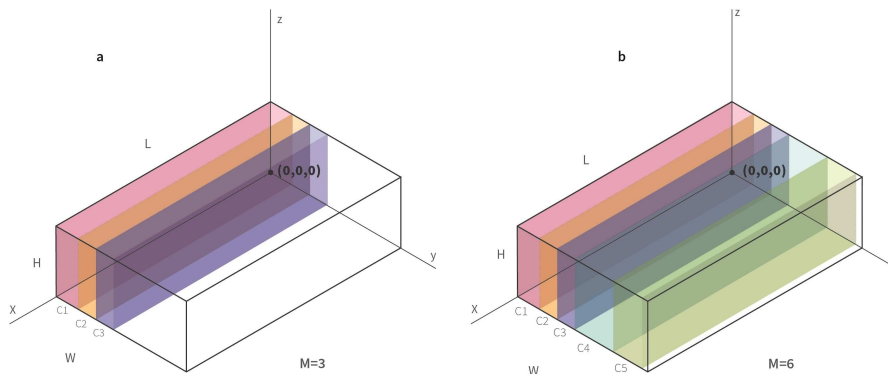 z
a
L
(0,0,0)
H
y
X
C1
C2
C3
W
M=3
z
b
L
(0,0,0)
H
X
C1
C2
C3
C4
C5
W
M=6